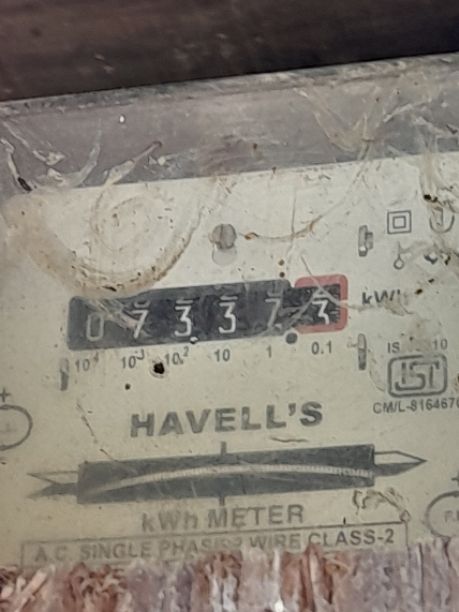 0 7 3 3 7 3
kWh
10⁴ 10³ 10² 10 1 0.1
IS
CM/L-816467
HAVELL'S
kWh METER
A.C. SINGLE PHASE 2 WIRE CLASS-2